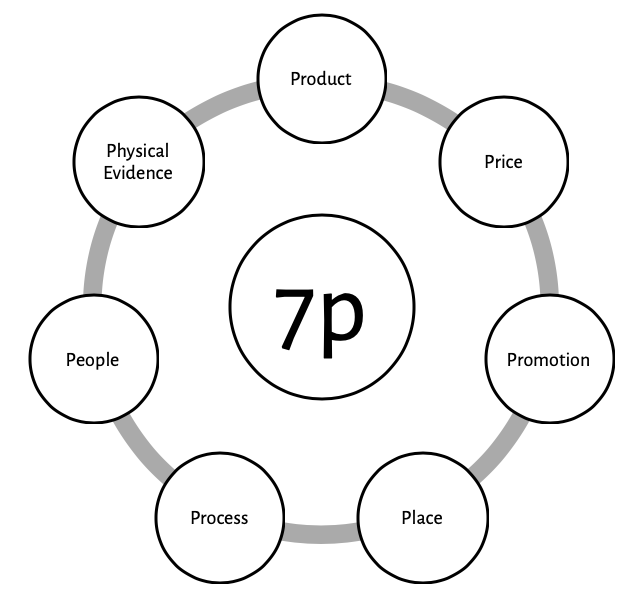 Product
Price
Promotion
Place
Process
People
Physical
Evidence
7p